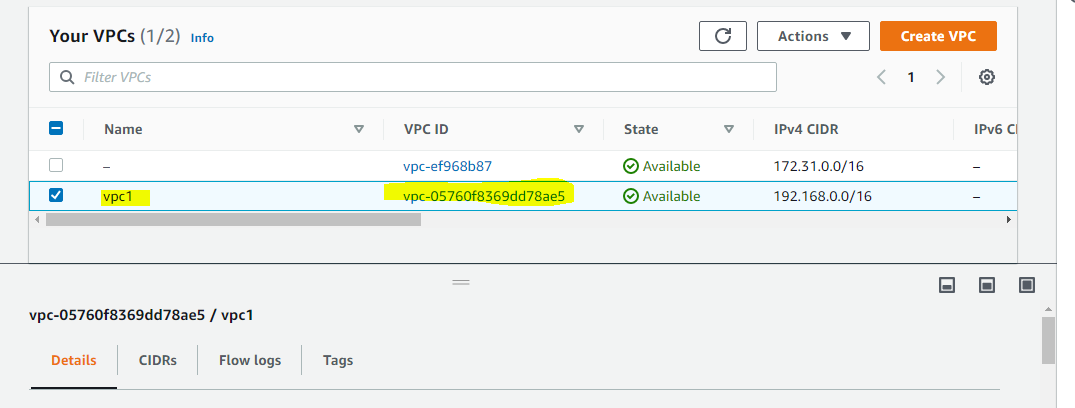 Your VPCs (1/2) Info
Actions
Create VPC
Filter VPCs
1
Name VPC ID State IPv4 CIDR IPv6 CI
– vpc-ef968b87 Available 172.31.0.0/16 –
vpc1 vpc-05760f8369dd78ae5 Available 192.168.0.0/16 –
vpc-05760f8369dd78ae5 / vpc1
Details CIDRs Flow logs Tags